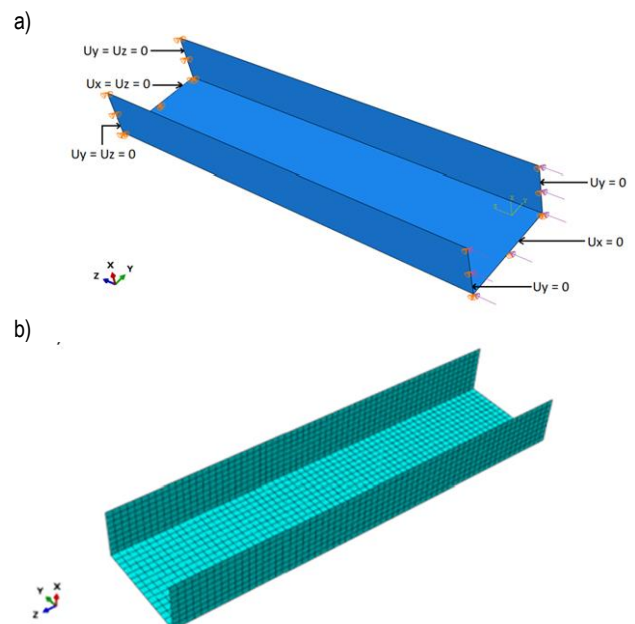 a)
Uy = Uz = 0
Ux = Uz = 0
Uy = Uz = 0
Uy = 0
Ux = 0
Uy = 0
X
Y
Z
b)
Y
X
Z